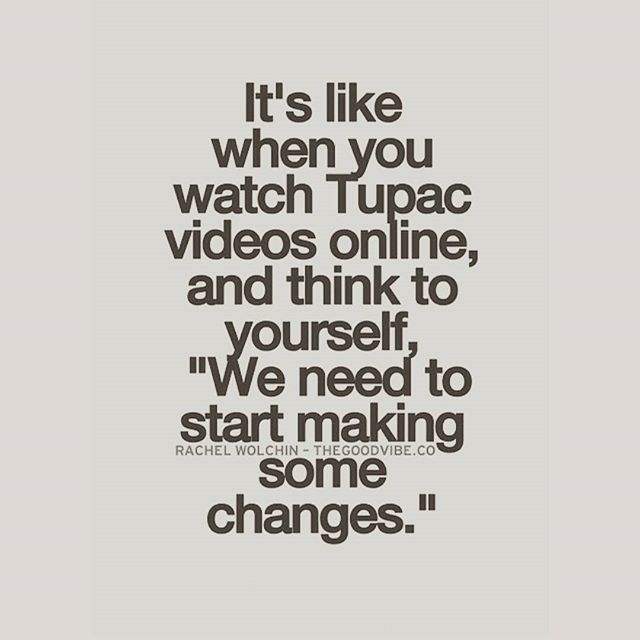 It's like
when you
watch Tupac
videos online,
and think to
yourself,
"We need to
start making
RACHEL WOLCHIN - THEGOODVIBE.CO
some
changes."